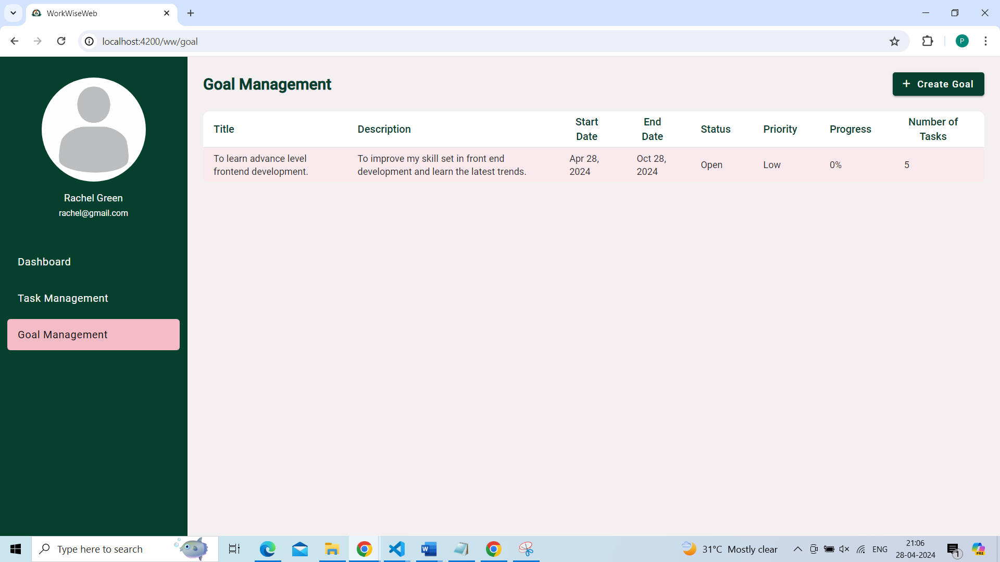 WorkWiseWeb
localhost:4200/ww/goal
P
Rachel Green
rachel@gmail.com
Dashboard
Task Management
Goal Management
Goal Management
+ Create Goal
Title Description Start Date End Date Status Priority Progress Number of Tasks
To learn advance level To improve my skill set in front end Apr 28, Oct 28, Open Low 0% 5
frontend development. development and learn the latest trends. 2024 2024
Type here to search
31°C Mostly clear
ENG
21:06
28-04-2024
1
PRE